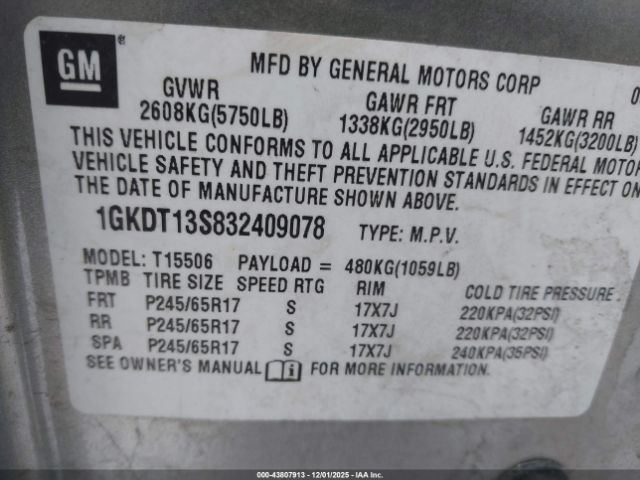 GM®
MFD BY GENERAL MOTORS CORP 0
GVWR GAWR FRT GAWR RR
2608KG(5750LB) 1338KG(2950LB) 1452KG(3200LB)
THIS VEHICLE CONFORMS TO ALL APPLICABLE U.S. FEDERAL MOTOR
VEHICLE SAFETY AND THEFT PREVENTION STANDARDS IN EFFECT ON
THE DATE OF MANUFACTURE SHOWN ABOVE.
1GKDT13S832409078 TYPE: M.P.V.
MODEL: T15506 PAYLOAD = 480KG(1059LB)
TPMB TIRE SIZE SPEED RTG RIM COLD TIRE PRESSURE
FRT P245/65R17 S 17X7J 220KPA(32PSI)
RR P245/65R17 S 17X7J 220KPA(32PSI)
SPA P245/65R17 S 17X7J 240KPA(35PSI)
SEE OWNER'S MANUAL FOR MORE INFORMATION.
000-43807913 - 12/01/2025 - IAAI.COM